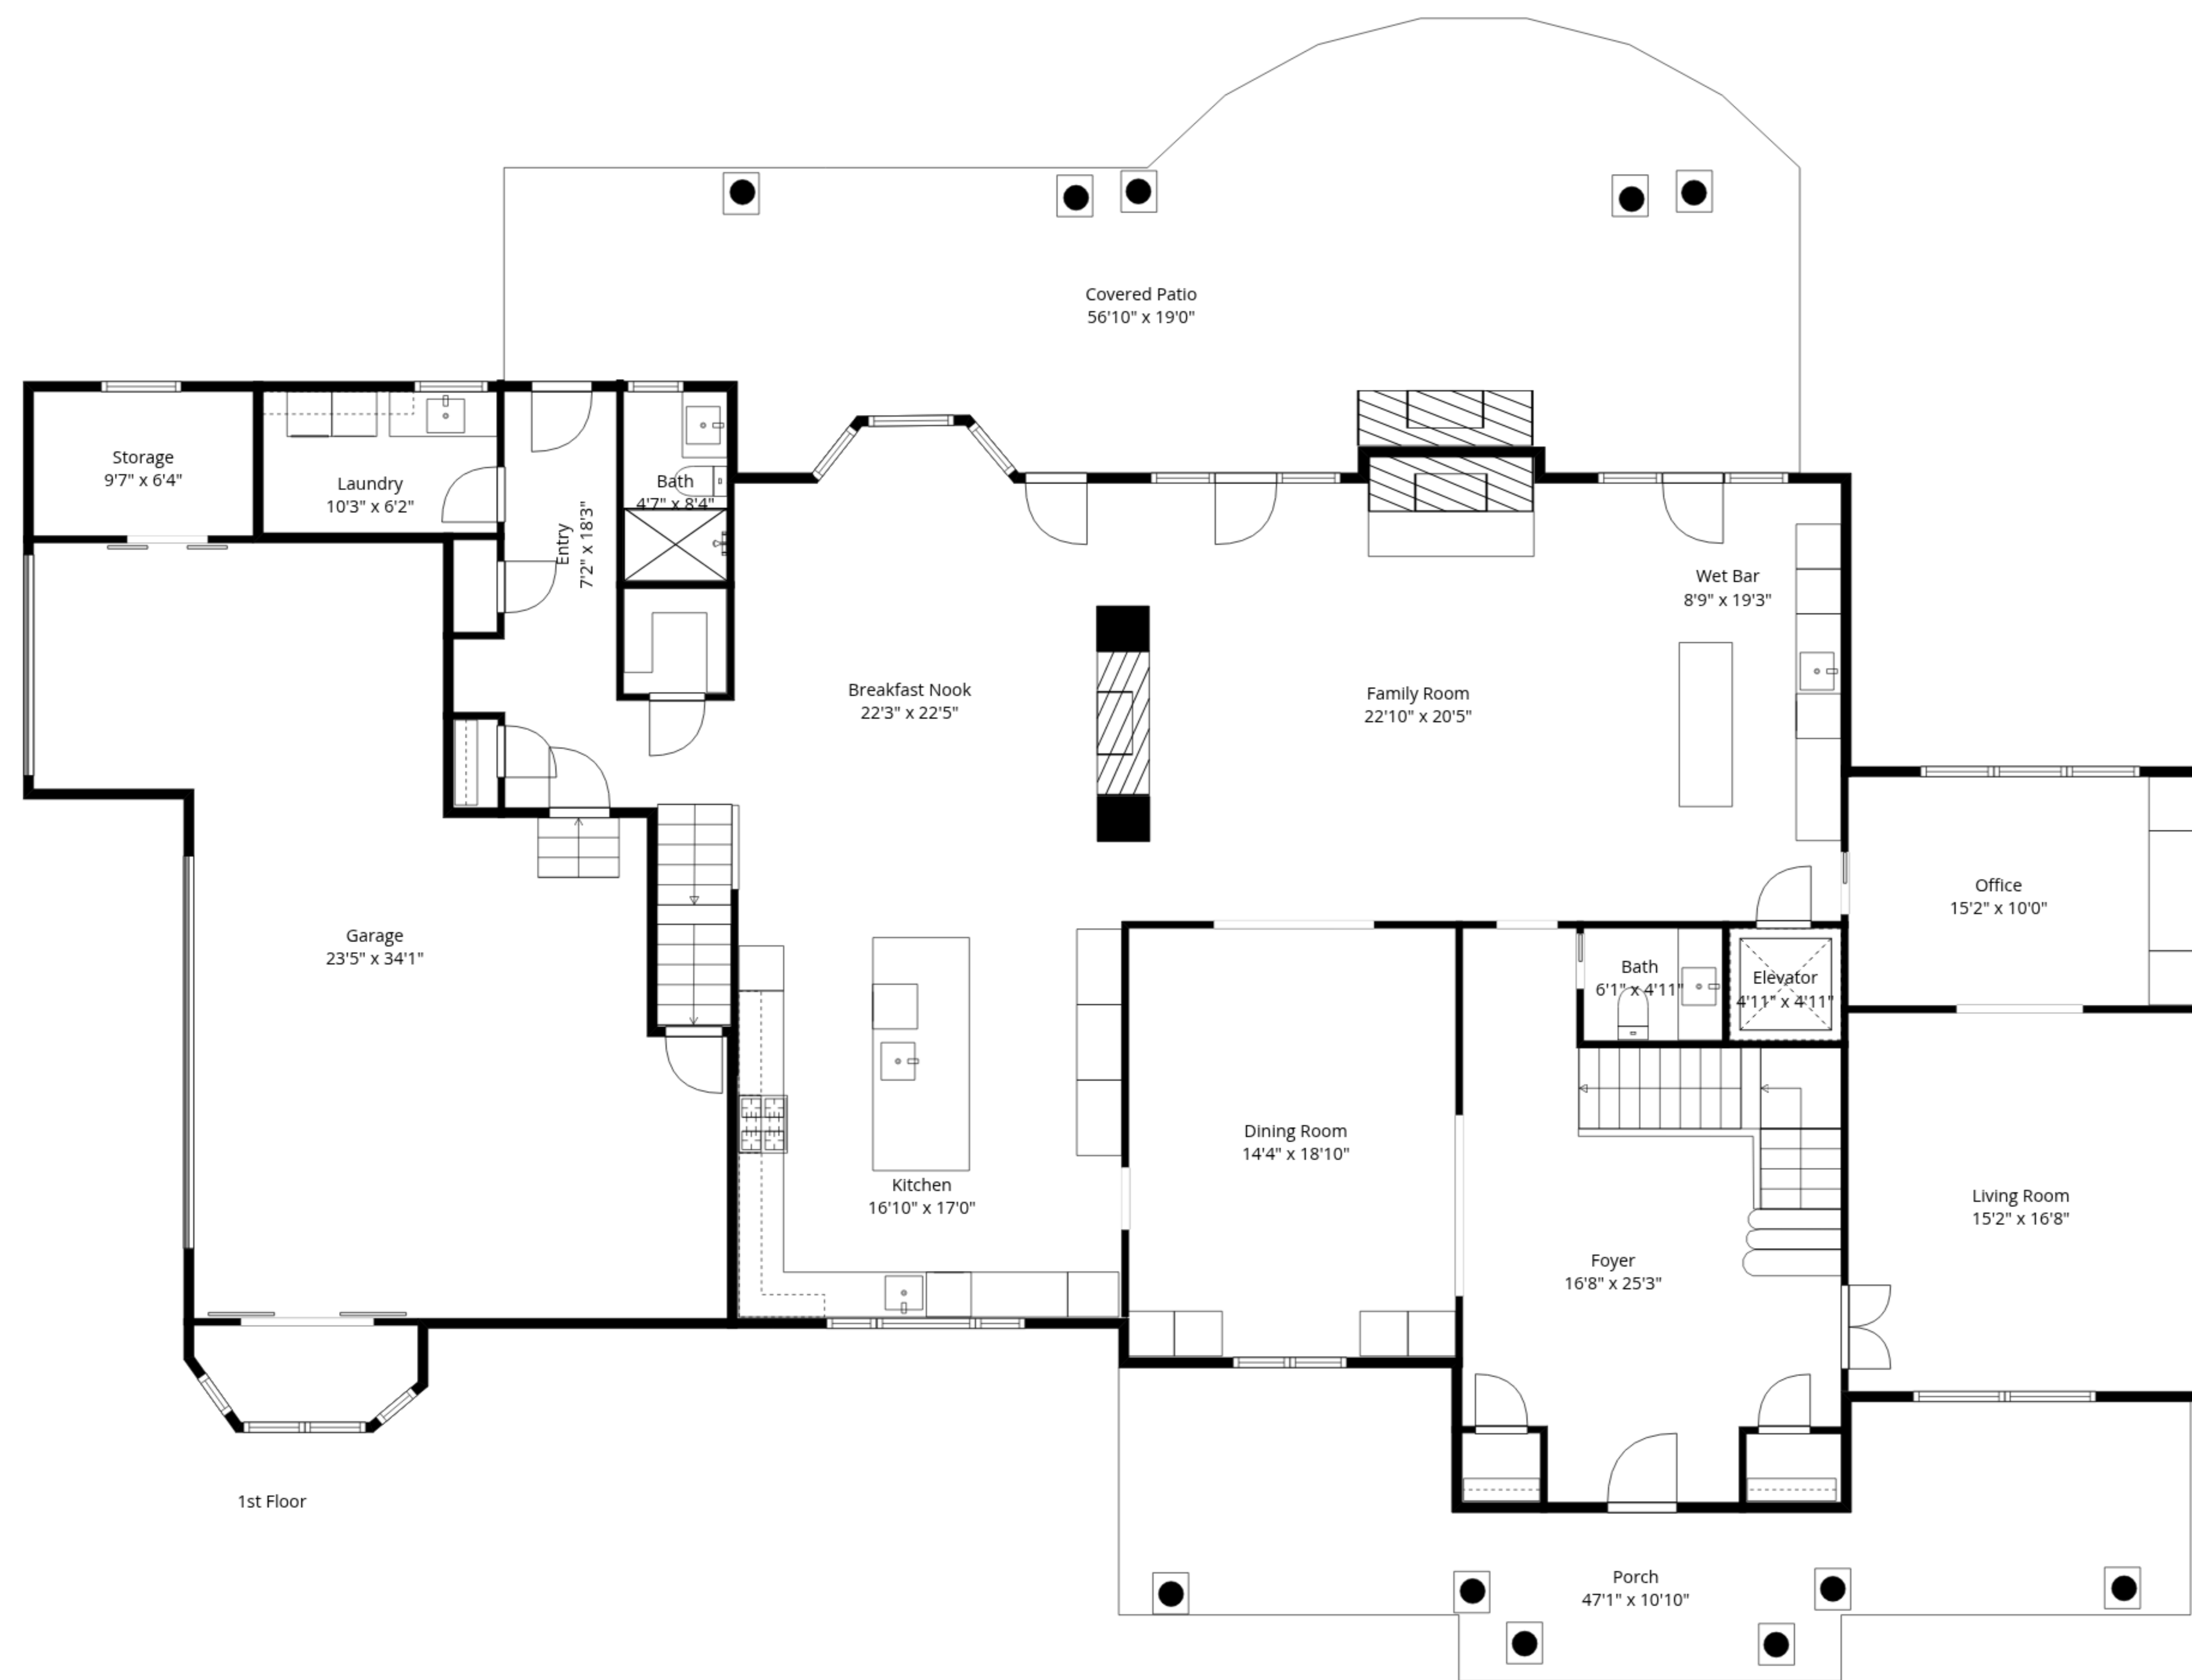 Covered Patio
56'10" x 19'0"
Storage
9'7" x 6'4"
Laundry
10'3" x 6'2"
Entry
7'2" x 18'3"
Bath
4'7" x 8'4"
Wet Bar
8'9" x 19'3"
Breakfast Nook
22'3" x 22'5"
Family Room
22'10" x 20'5"
Office
15'2" x 10'0"
Garage
23'5" x 34'1"
Bath
6'1" x 4'11"
Elevator
4'11" x 4'11"
Dining Room
14'4" x 18'10"
Kitchen
16'10" x 17'0"
Living Room
15'2" x 16'8"
Foyer
16'8" x 25'3"
1st Floor
Porch
47'1" x 10'10"